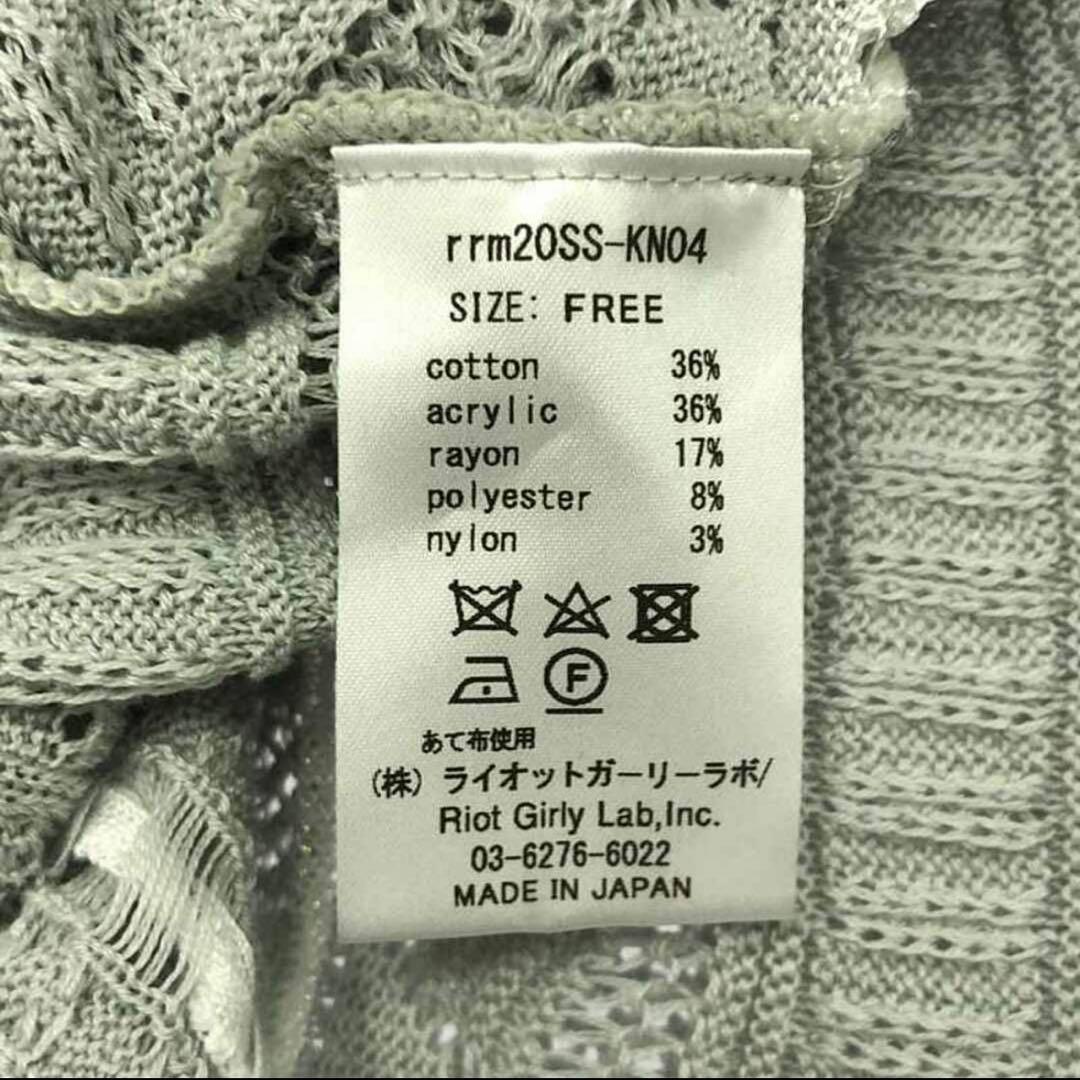 rrm20SS-KN04
SIZE: FREE
cotton 36%
acrylic 36%
rayon 17%
polyester 8%
nylon 3%
F
あて布使用
(株) ライオットガーリーラボ/
Riot Girly Lab,Inc.
03-6276-6022
MADE IN JAPAN